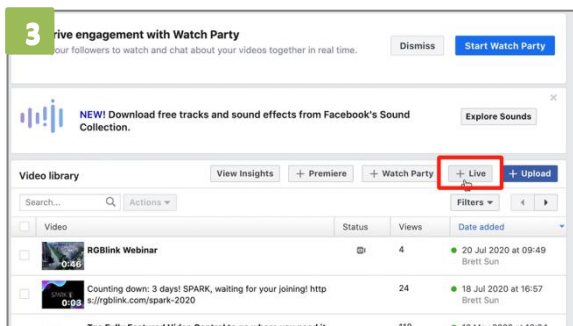 3
rive engagement with Watch Party
our followers to watch and chat about your videos together in real time.
Dismiss
Start Watch Party
NEW! Download free tracks and sound effects from Facebook's Sound
Collection.
Explore Sounds
Video library
View Insights
+ Premiere
+ Watch Party
+ Live
+ Upload
Search...
Actions
Filters
Video
Status
Views
Date added
0:46
RGBlink Webinar
4
20 Jul 2020 at 09:49
Brett Sun
SPARK
0:03
Counting down: 3 days! SPARK, waiting for your joining! http
s://rgblink.com/spark-2020
24
18 Jul 2020 at 16:57
Brett Sun